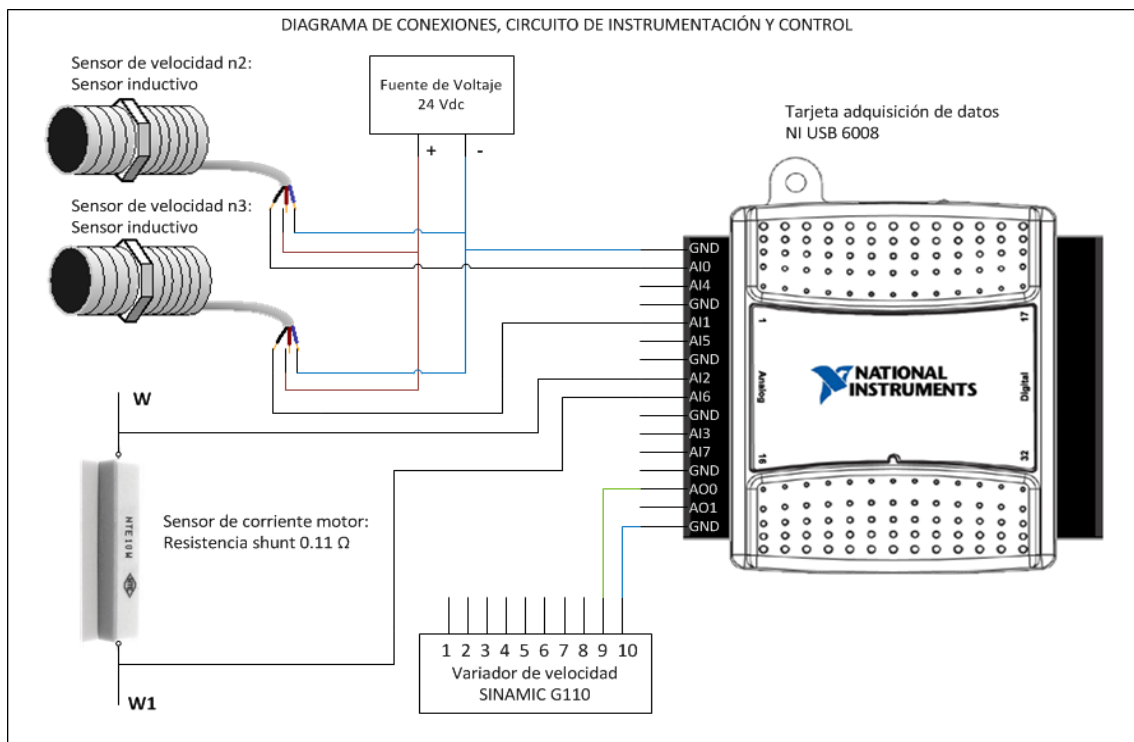 DIAGRAMA DE CONEXIONES, CIRCUITO DE INSTRUMENTACIÓN Y CONTROL
Sensor de velocidad n2:
Sensor inductivo
Fuente de Voltaje
24 Vdc
+ -
Tarjeta adquisición de datos
NI USB 6008
Sensor de velocidad n3:
Sensor inductivo
GND
AI0
AI4
GND
AI1
AI5
GND
AI2
AI6
GND
AI3
AI7
GND
AO0
AO1
GND
1
17
Analog
NATIONAL
INSTRUMENTS
Digital
16
32
W
NTE10W
Sensor de corriente motor:
Resistencia shunt 0.11 Ω
W1
1 2 3 4 5 6 7 8 9 10
Variador de velocidad
SINAMIC G110